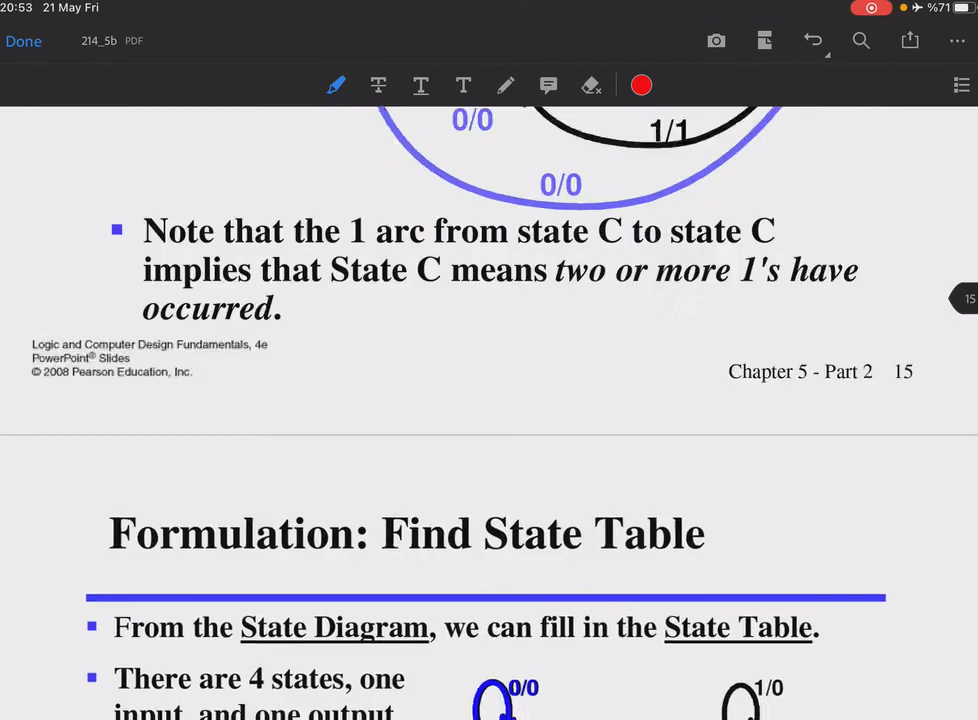 20:53 21 May Fri
%71
Done
214_5b PDF
T T T
0/0
1/1
0/0
Note that the 1 arc from state C to state C
implies that State C means two or more 1's have
occurred.
15
Logic and Computer Design Fundamentals, 4e
PowerPoint® Slides
© 2008 Pearson Education, Inc.
Chapter 5 - Part 2 15
Formulation: Find State Table
From the State Diagram, we can fill in the State Table.
There are 4 states, one
input, and one output
0/0
1/0